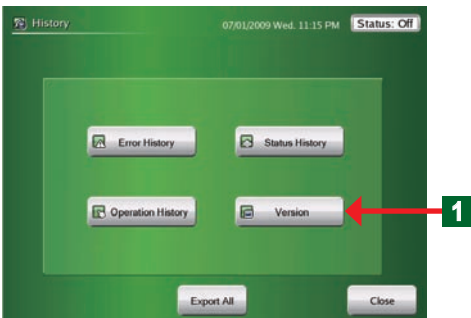 History 07/01/2009 Wed. 11:15 PM Status: Off
Error History Status History
Operation History Version
1
Export All Close